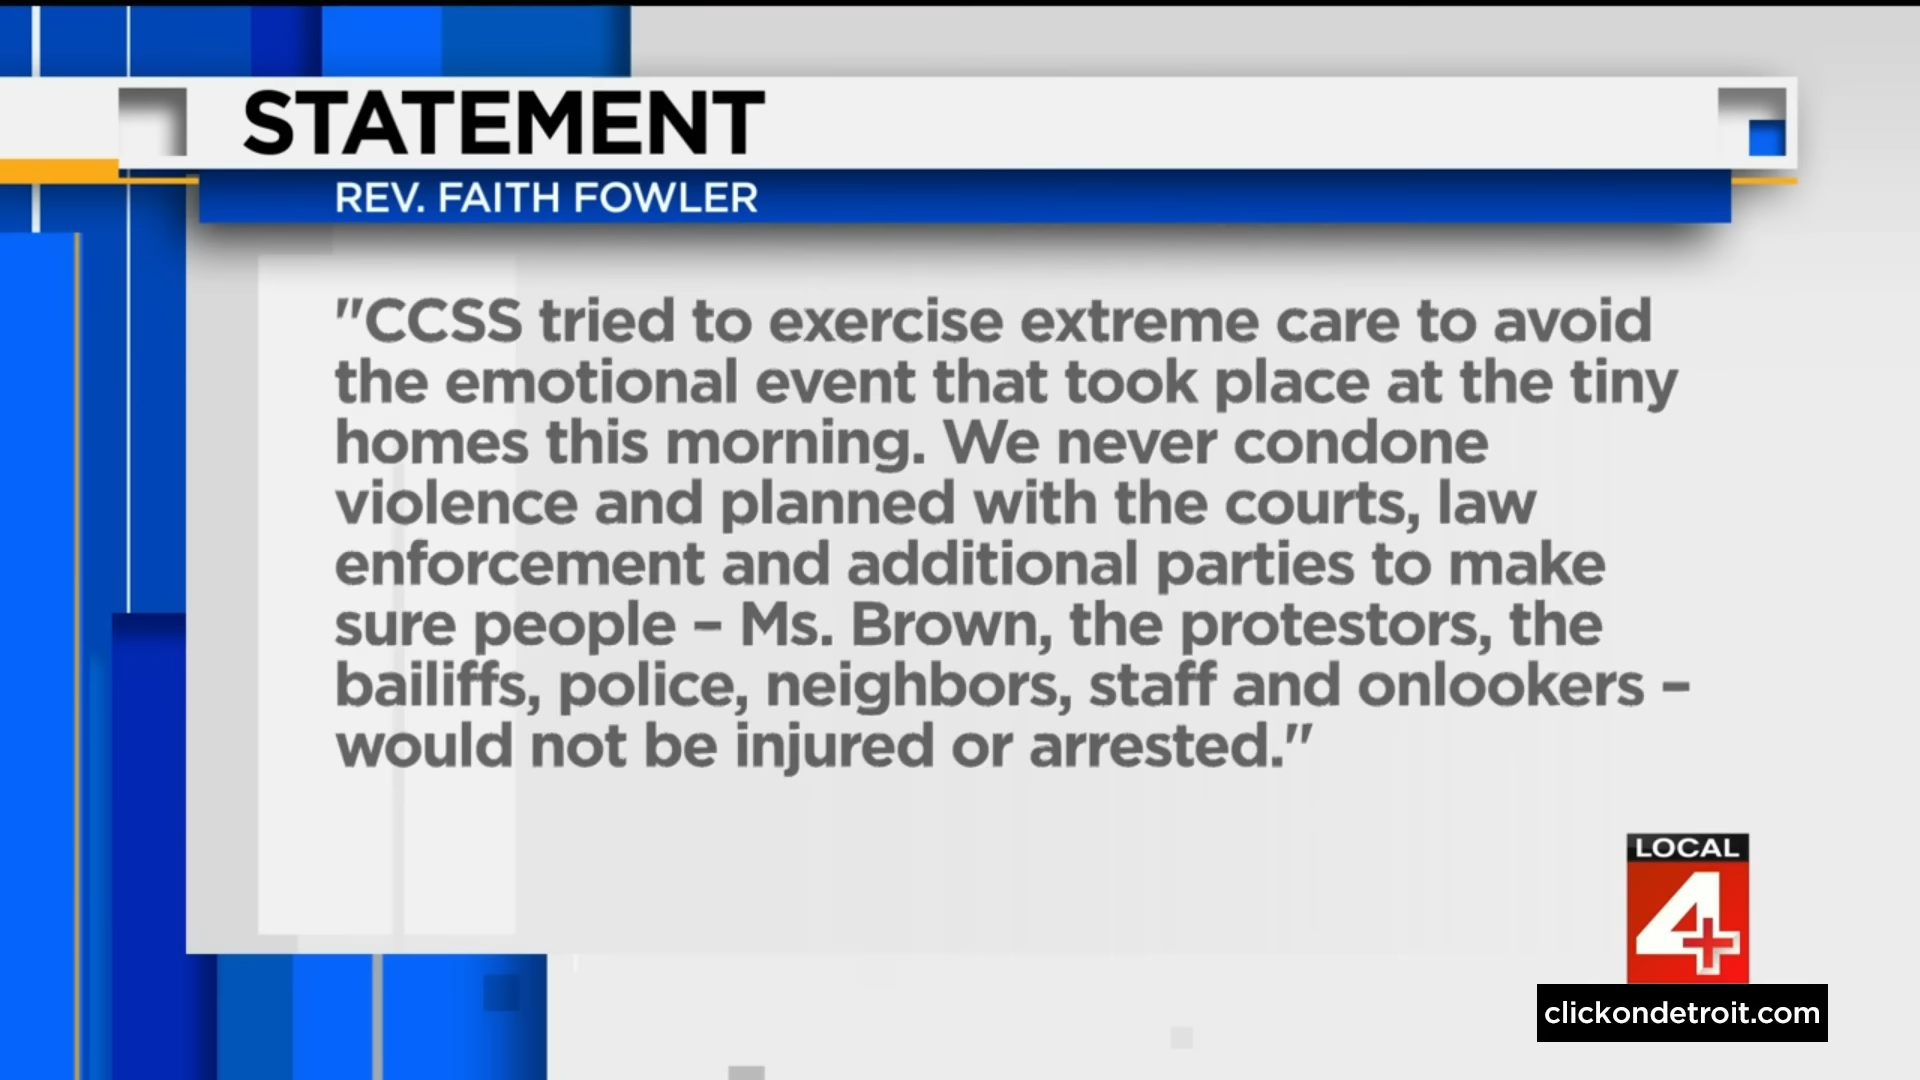 STATEMENT
REV. FAITH FOWLER
"CCSS tried to exercise extreme care to avoid
the emotional event that took place at the tiny
homes this morning. We never condone
violence and planned with the courts, law
enforcement and additional parties to make
sure people – Ms. Brown, the protestors, the
bailiffs, police, neighbors, staff and onlookers –
would not be injured or arrested."
LOCAL
4+
clickondetroit.com